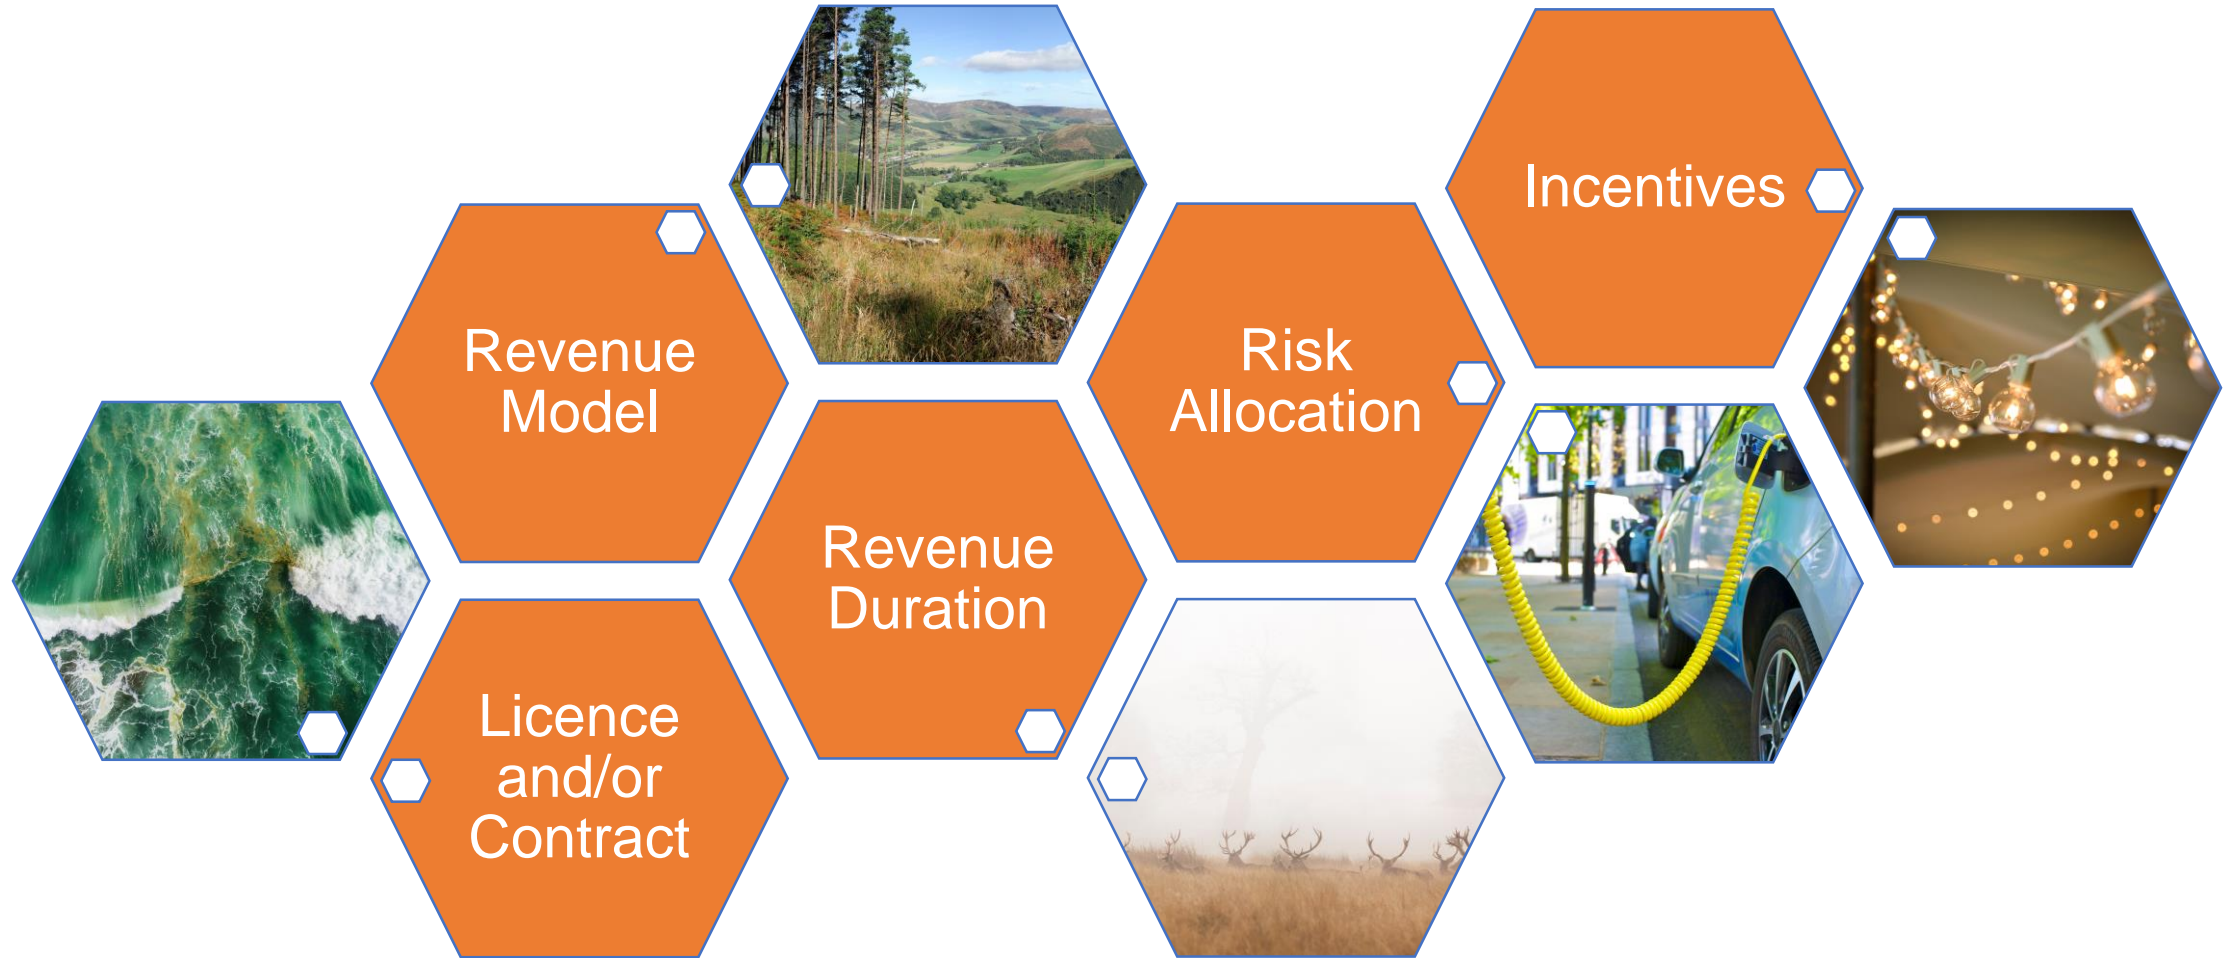 Revenue
Model
Licence
and/or
Contract
Revenue
Duration
Risk
Allocation
Incentives